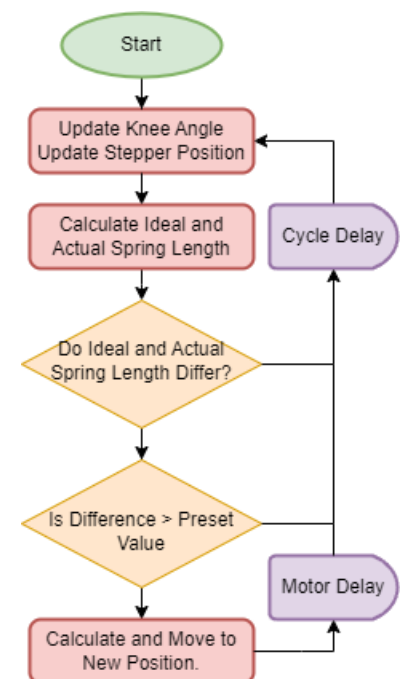 Start
Update Knee Angle
Update Stepper Position
Calculate Ideal and
Actual Spring Length
Cycle Delay
Do Ideal and Actual
Spring Length Differ?
Is Difference > Preset
Value
Motor Delay
Calculate and Move to
New Position.